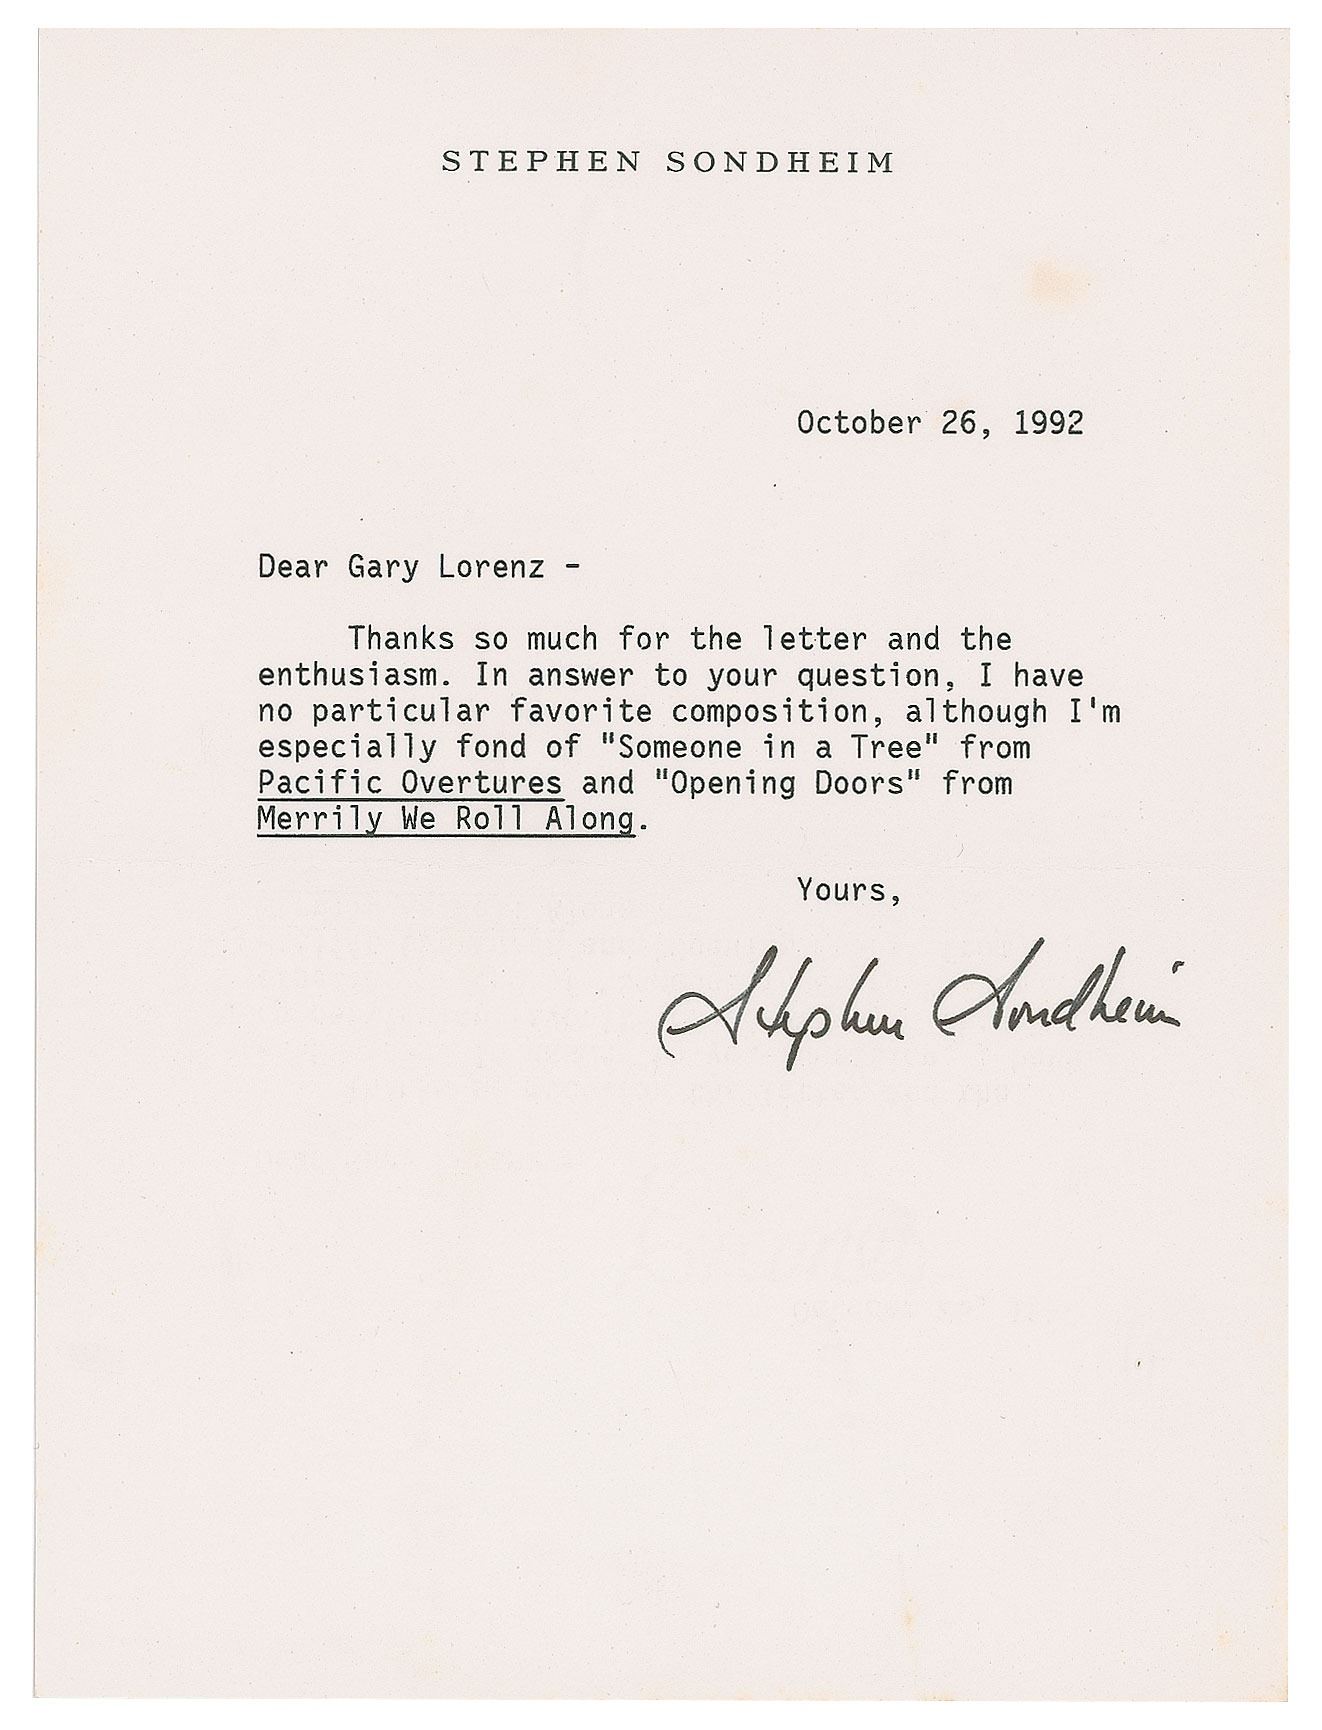 STEPHEN SONDHEIM
October 26, 1992
Dear Gary Lorenz -
Thanks so much for the letter and the
enthusiasm. In answer to your question, I have
no particular favorite composition, although I'm
especially fond of "Someone in a Tree" from
Pacific Overtures and "Opening Doors" from
Merrily We Roll Along.
Yours,
Stephen Sondheim